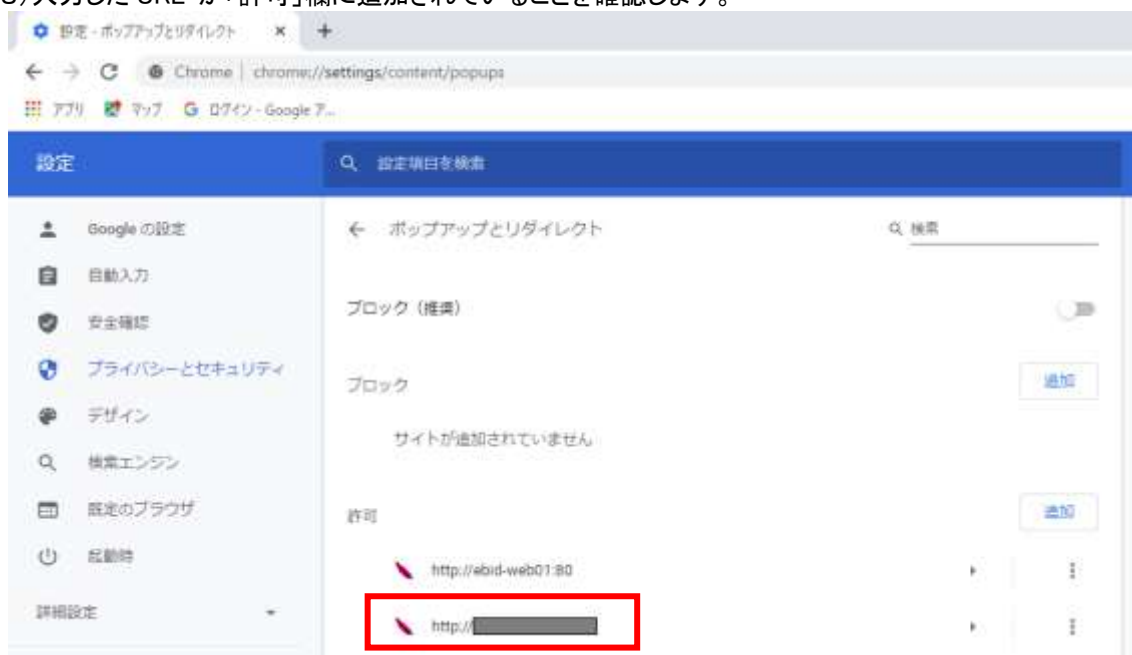 入力した URL が「許可」欄に追加されていることを確認します。
設定 - ポップアップとリダイレクト × +
Chrome | chrome://settings/content/popups
アプリ マップ ログイン - Google ア...
設定
設定項目を検索
Google の設定
自動入力
安全確認
プライバシーとセキュリティ
デザイン
検索エンジン
既定のブラウザ
起動時
詳細設定
ポップアップとリダイレクト
検索
ブロック（推奨）
ブロック
追加
サイトが追加されていません
許可
追加
http://ebid-web01:80
http://